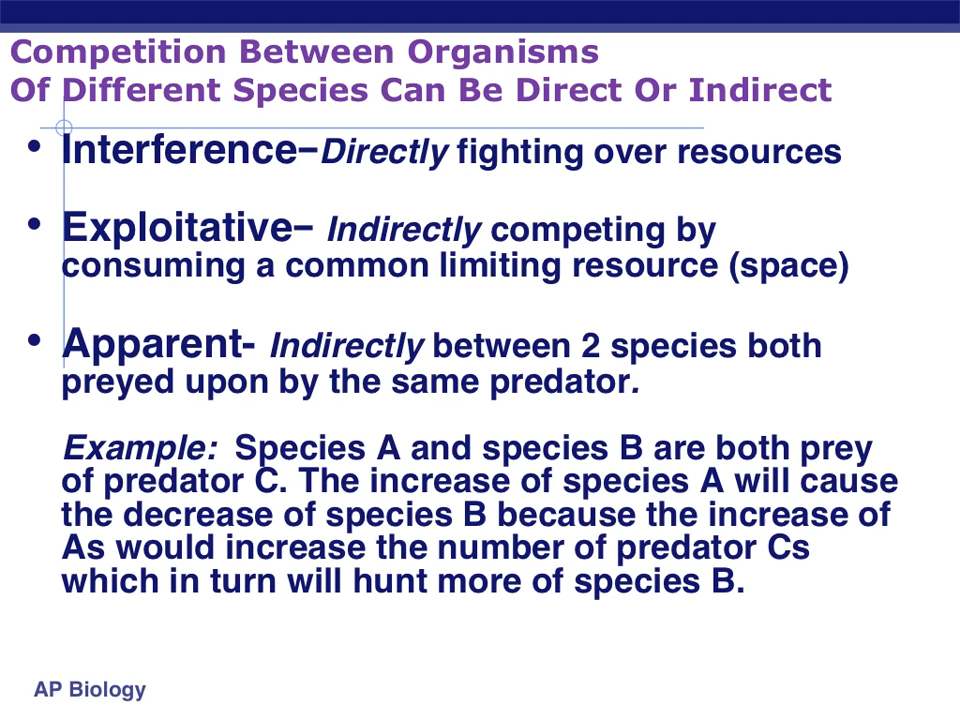 Competition Between Organisms
Of Different Species Can Be Direct Or Indirect
• Interference–Directly fighting over resources
• Exploitative– Indirectly competing by
consuming a common limiting resource (space)
• Apparent- Indirectly between 2 species both
preyed upon by the same predator.
Example: Species A and species B are both prey
of predator C. The increase of species A will cause
the decrease of species B because the increase of
As would increase the number of predator Cs
which in turn will hunt more of species B.
AP Biology